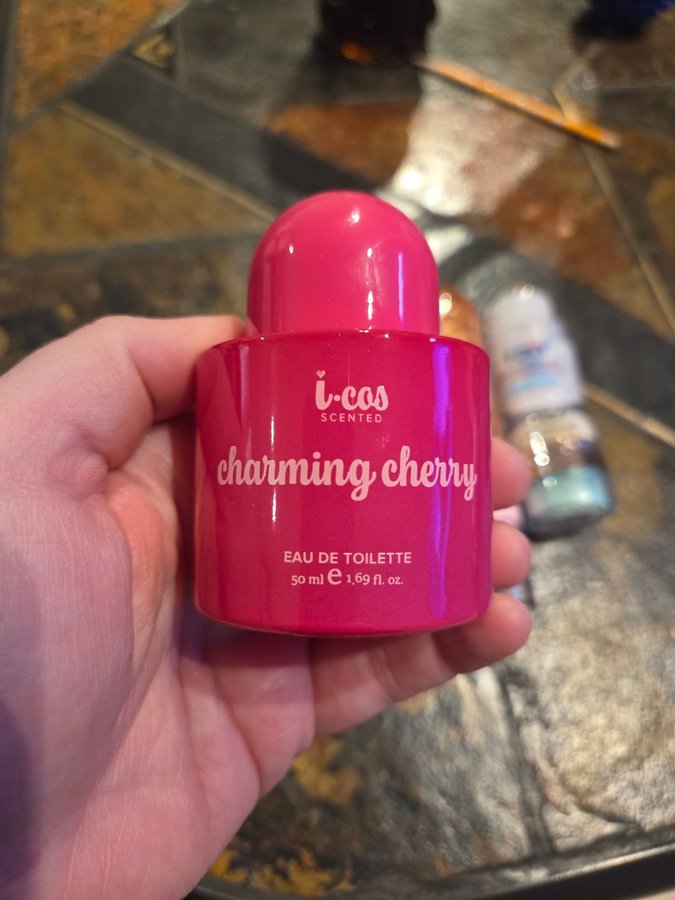 i·cos
SCENTED
charming cherry
EAU DE TOILETTE
50 ml e 1,69 fl. oz.